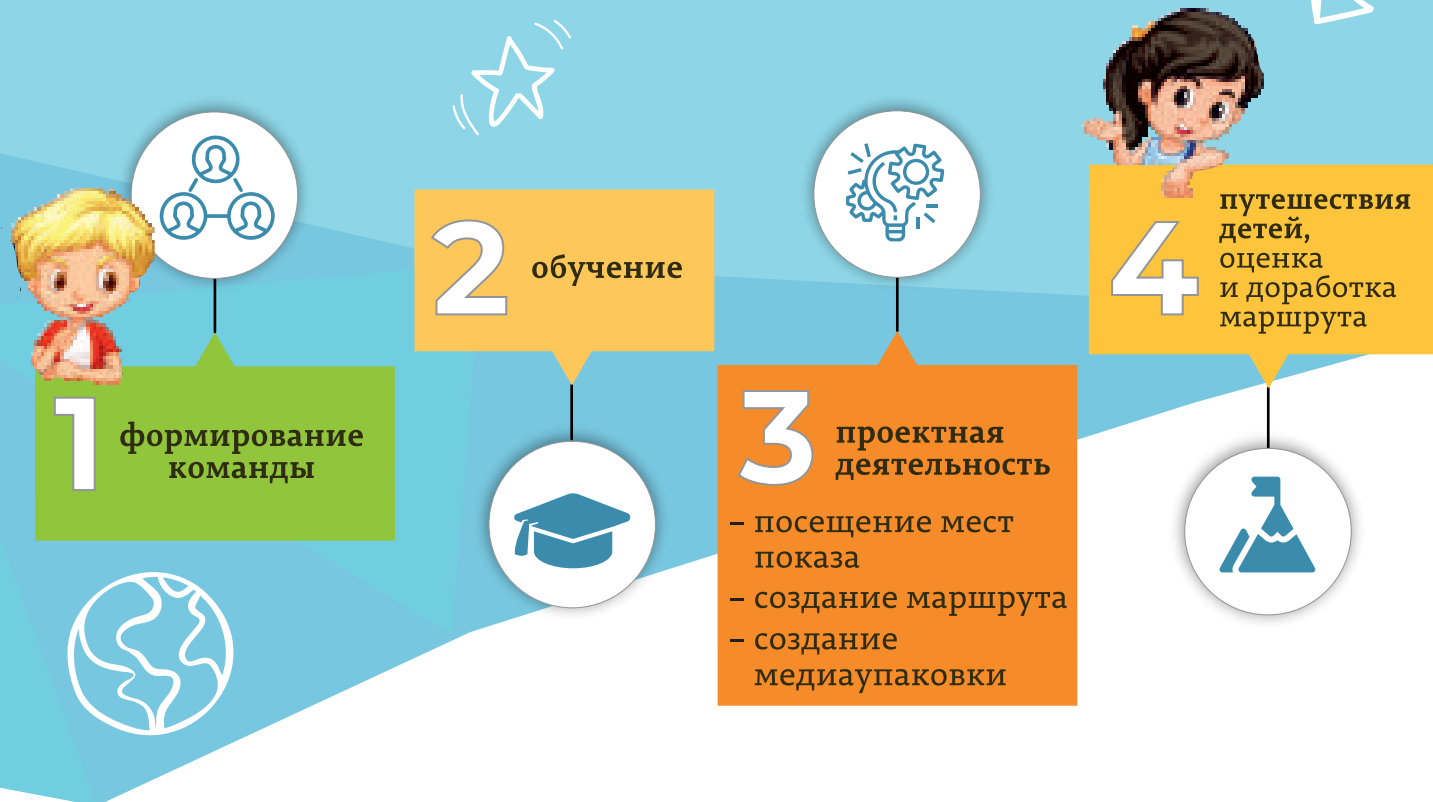 1
формирование
команды
2
обучение
3
проектная
деятельность
– посещение мест
показа
– создание маршрута
– создание
медиаупаковки
4
путешествия
детей,
оценка
и доработка
маршрута